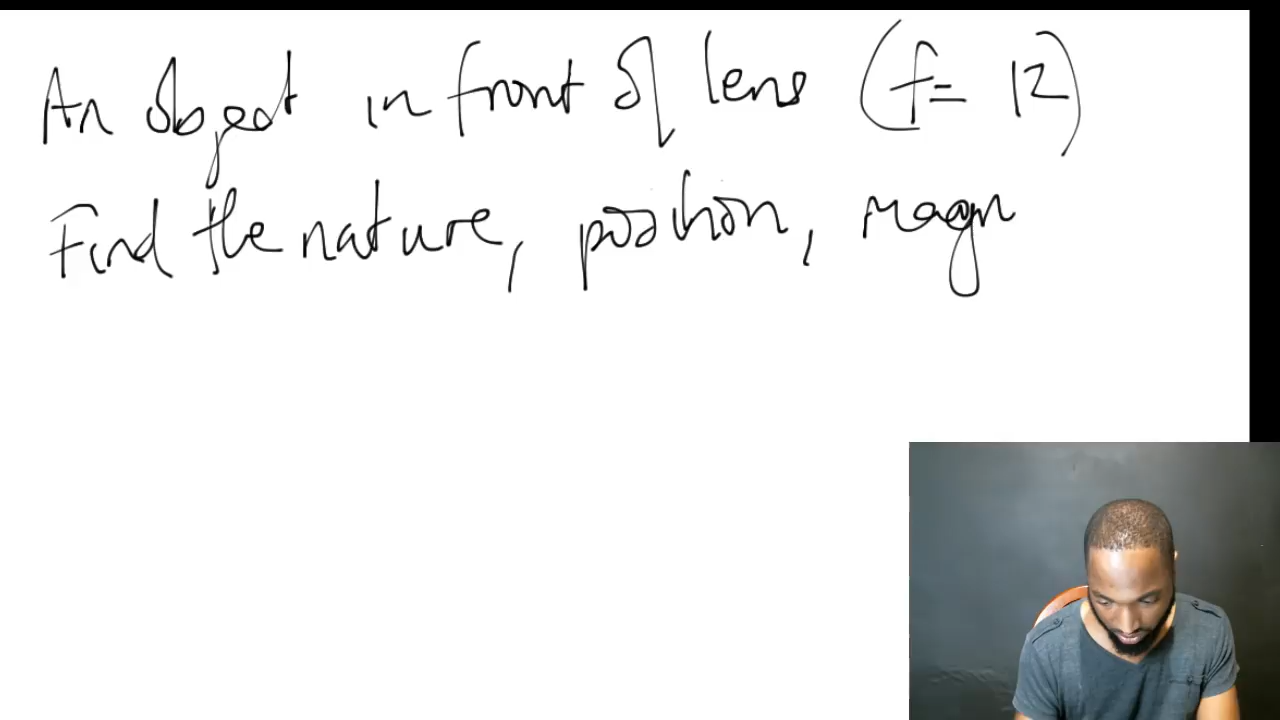 An object in front of lens (f= 12)
Find the nature, position, magn